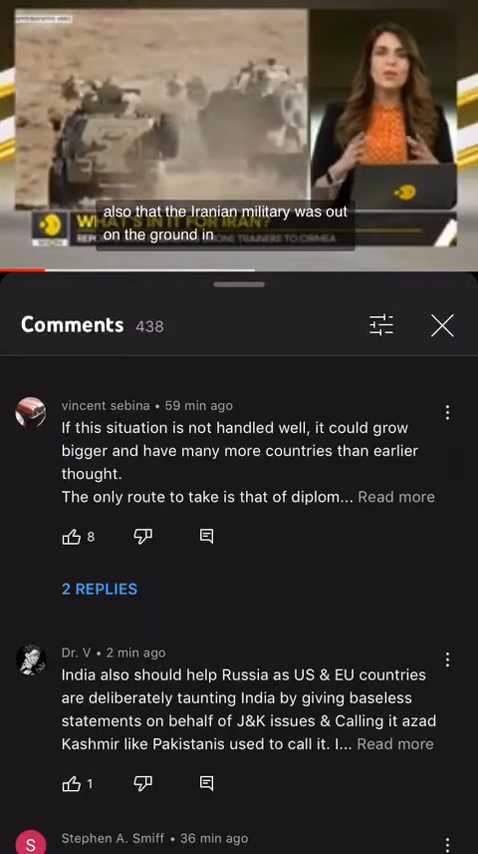 REPRESENTATIVE VIDEO
also that the Iranian military was out
on the ground in
WHAT'S IN IT FOR IRAN?
TRAINERS TO CRIMEA
Comments 438
vincent sebina • 59 min ago
If this situation is not handled well, it could grow
bigger and have many more countries than earlier
thought.
The only route to take is that of diplom... Read more
8
2 REPLIES
Dr. V • 2 min ago
India also should help Russia as US & EU countries
are deliberately taunting India by giving baseless
statements on behalf of J&K issues & Calling it azad
Kashmir like Pakistanis used to call it. I... Read more
1
S
Stephen A. Smiff • 36 min ago